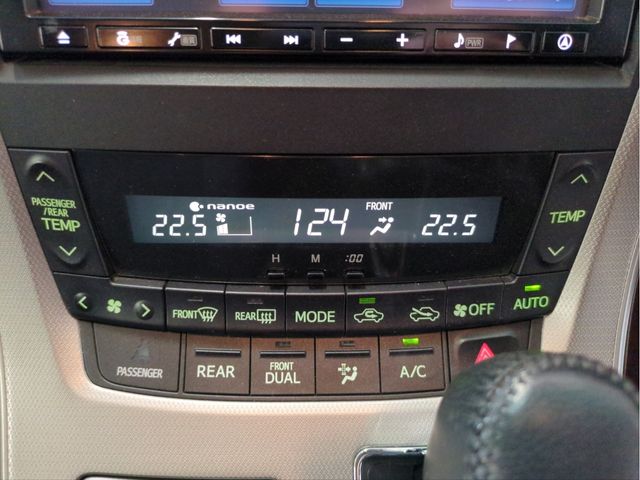 PWR
22.5
nanoe
124
FRONT
22.5
PASSENGER
/REAR
TEMP
TEMP
H M :00
FRONT REAR MODE OFF AUTO
PASSENGER
REAR
FRONT
DUAL
A/C